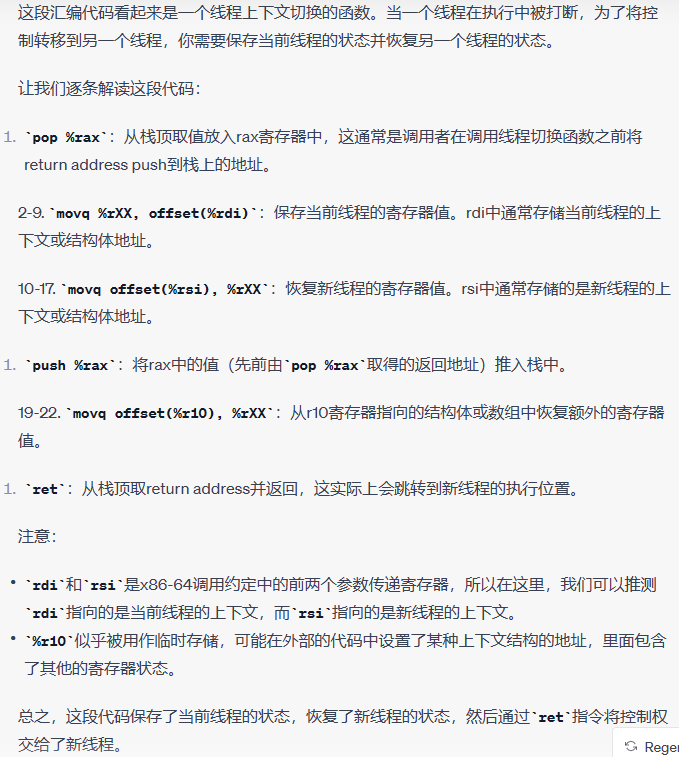 这段汇编代码看起来是一个线程上下文切换的函数。当一个线程在执行中被打断，为了将控
制转移到另一个线程，你需要保存当前线程的状态并恢复另一个线程的状态。
让我们逐条解读这段代码：
1. `pop %rax`：从栈顶取值放入rax寄存器中，这通常是调用者在调用线程切换函数之前将
return address push到栈上的地址。
2-9. `movq %rXX, offset(%rdi)`：保存当前线程的寄存器值。rdi中通常存储当前线程的上
下文或结构体地址。
10-17. `movq offset(%rsi), %rXX`：恢复新线程的寄存器值。rsi中通常存储的是新线程的上
下文或结构体地址。
1. `push %rax`：将rax中的值（先前由`pop %rax`取得的返回地址）推入栈中。
19-22. `movq offset(%r10), %rXX`：从r10寄存器指向的结构体或数组中恢复额外的寄存器
值。
1. `ret`：从栈顶取return address并返回，这实际上会跳转到新线程的执行位置。
注意：
• `rdi`和`rsi`是x86-64调用约定中的前两个参数传递寄存器，所以在这里，我们可以推测
`rdi`指向的是当前线程的上下文，而`rsi`指向的是新线程的上下文。
• `%r10`似乎被用作临时存储，可能在外部的代码中设置了某种上下文结构的地址，里面包含
了其他的寄存器状态。
总之，这段代码保存了当前线程的状态，恢复了新线程的状态，然后通过`ret`指令将控制权
交给了新线程。
Regen